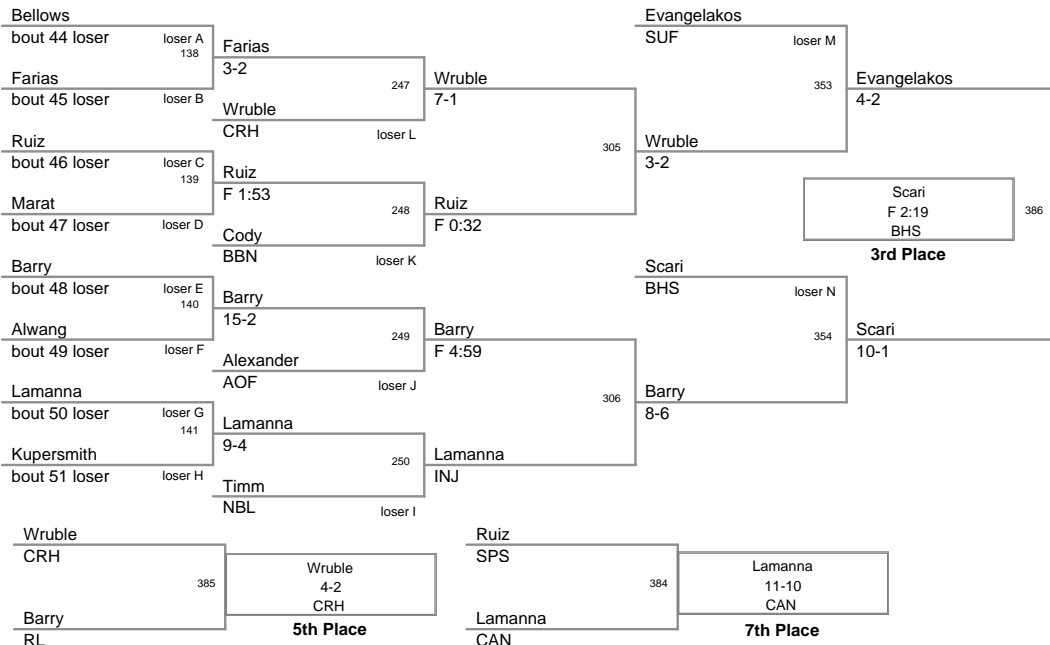 Bellows
bout 44 loser
loser A
138
Farias
bout 45 loser
loser B
Ruiz
bout 46 loser
loser C
139
Marat
bout 47 loser
loser D
Barry
bout 48 loser
loser E
140
Alwang
bout 49 loser
loser F
Lamanna
bout 50 loser
loser G
141
Kupersmith
bout 51 loser
loser H
Farias
3-2
247
Wruble
CRH
loser L
Ruiz
F 1:53
248
Cody
BBN
loser K
Barry
15-2
249
Alexander
AOF
loser J
Lamanna
9-4
250
Timm
NBL
loser I
Wruble
7-1
305
Ruiz
F 0:32
Barry
F 4:59
306
Lamanna
INJ
Evangelakos
SUF
loser M
353
Wruble
3-2
Scari
BHS
loser N
354
Barry
8-6
Evangelakos
4-2
Scari
F 2:19
BHS
386
3rd Place
Scari
10-1
Wruble
CRH
385
Barry
RL
Wruble
4-2
CRH
5th Place
Ruiz
SPS
384
Lamanna
CAN
Lamanna
11-10
CAN
7th Place